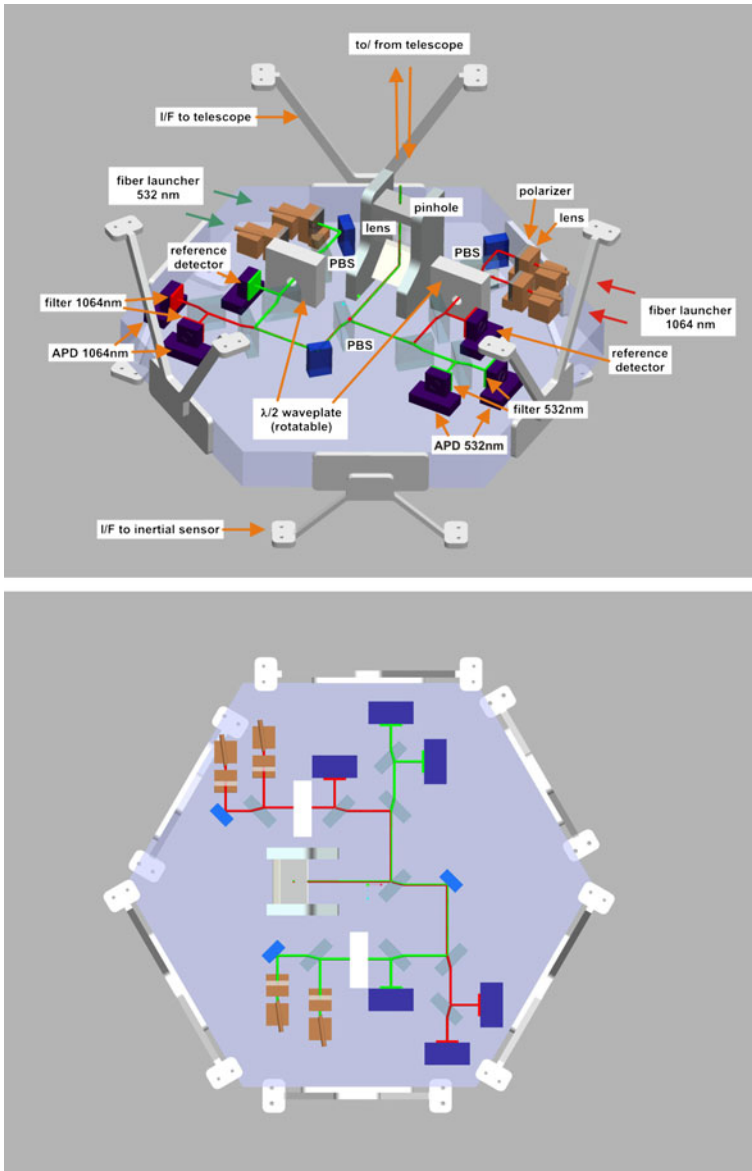 to/ from telescope
I/F to telescope
fiber launcher
532 nm
polarizer
pinhole
lens
lens
reference
detector
PBS
PBS
filter 1064nm
fiber launcher
1064 nm
APD 1064nm
PBS
reference
detector
λ/2 waveplate
(rotatable)
filter 532nm
APD 532nm
I/F to inertial sensor